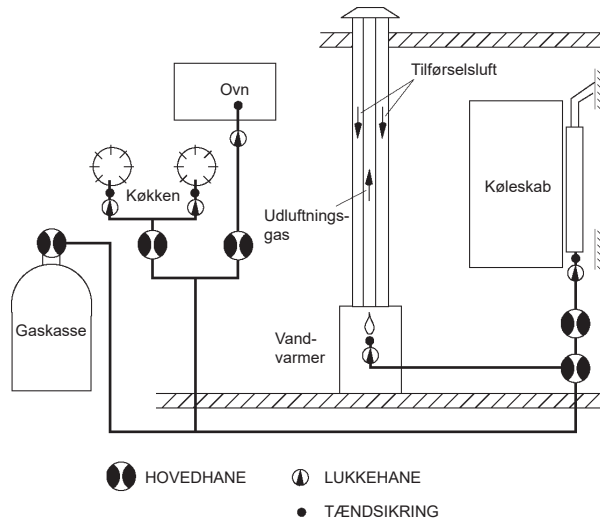 Tilførselsluft
Ovn
Køkken
Køleskab
Udluftnings-
gas
Gaskasse
Vand-
varmer
HOVEDHANE
LUKKEHANE
TÆNDSIKRING